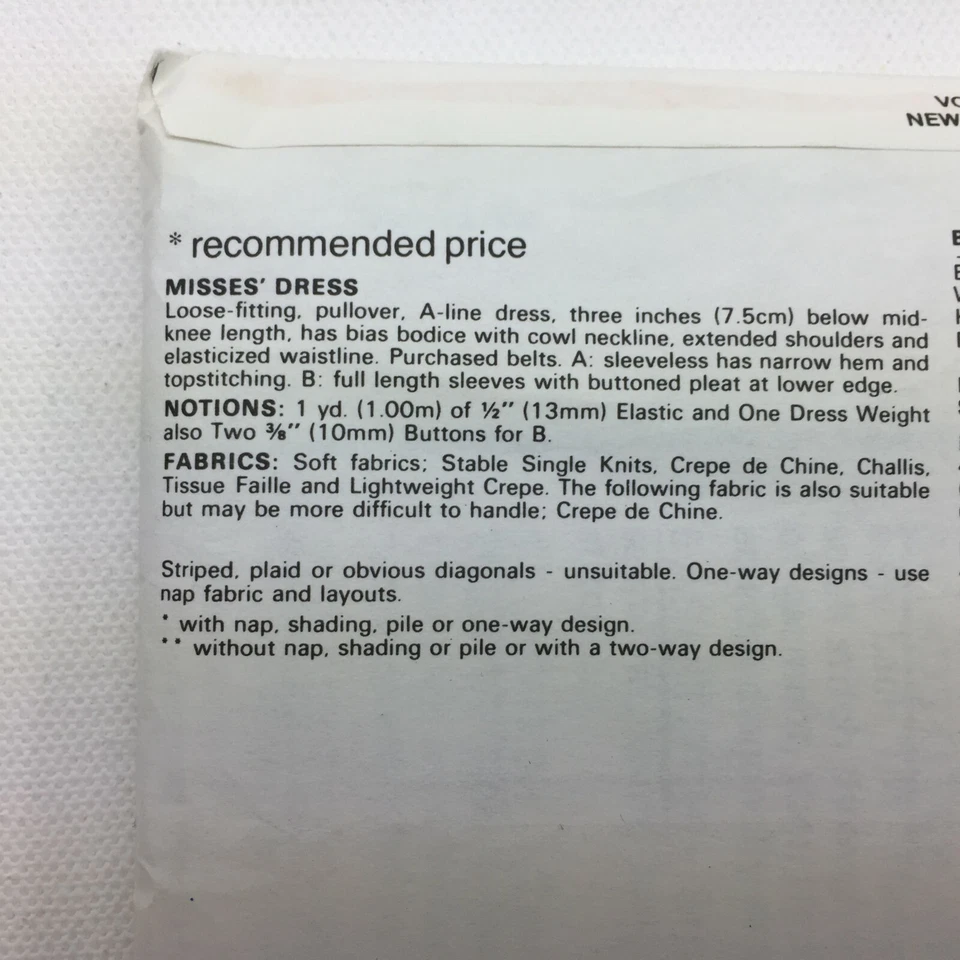 NEW
* recommended price
MISSES' DRESS
Loose-fitting, pullover, A-line dress, three inches (7.5cm) below mid-
knee length, has bias bodice with cowl neckline, extended shoulders and
elasticized waistline. Purchased belts. A: sleeveless has narrow hem and
topstitching. B: full length sleeves with buttoned pleat at lower edge.
NOTIONS: 1 yd. (1.00m) of ½" (13mm) Elastic and One Dress Weight
also Two ⅜" (10mm) Buttons for B.
FABRICS: Soft fabrics; Stable Single Knits, Crepe de Chine, Challis,
Tissue Faille and Lightweight Crepe. The following fabric is also suitable
but may be more difficult to handle; Crepe de Chine.
Striped, plaid or obvious diagonals - unsuitable. One-way designs - use
nap fabric and layouts.
* with nap, shading, pile or one-way design.
** without nap, shading or pile or with a two-way design.